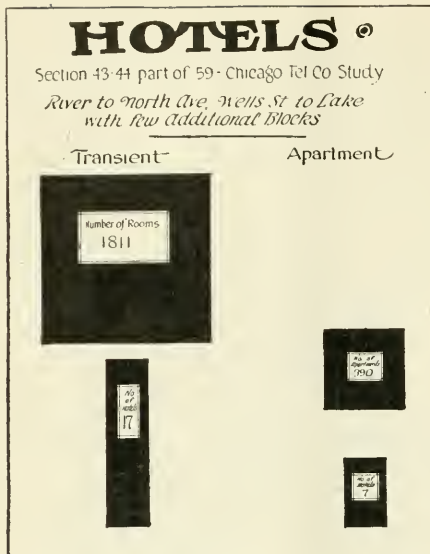 HOTELS
Section 43-44 part of 59 - Chicago Tel Co Study
River to North Ave, Wells St to Lake
with few additional Blocks
Transient
Apartment
Number of Rooms
1811
No. of
apartments
390
No
of
hotels
17
No of
hotels
7